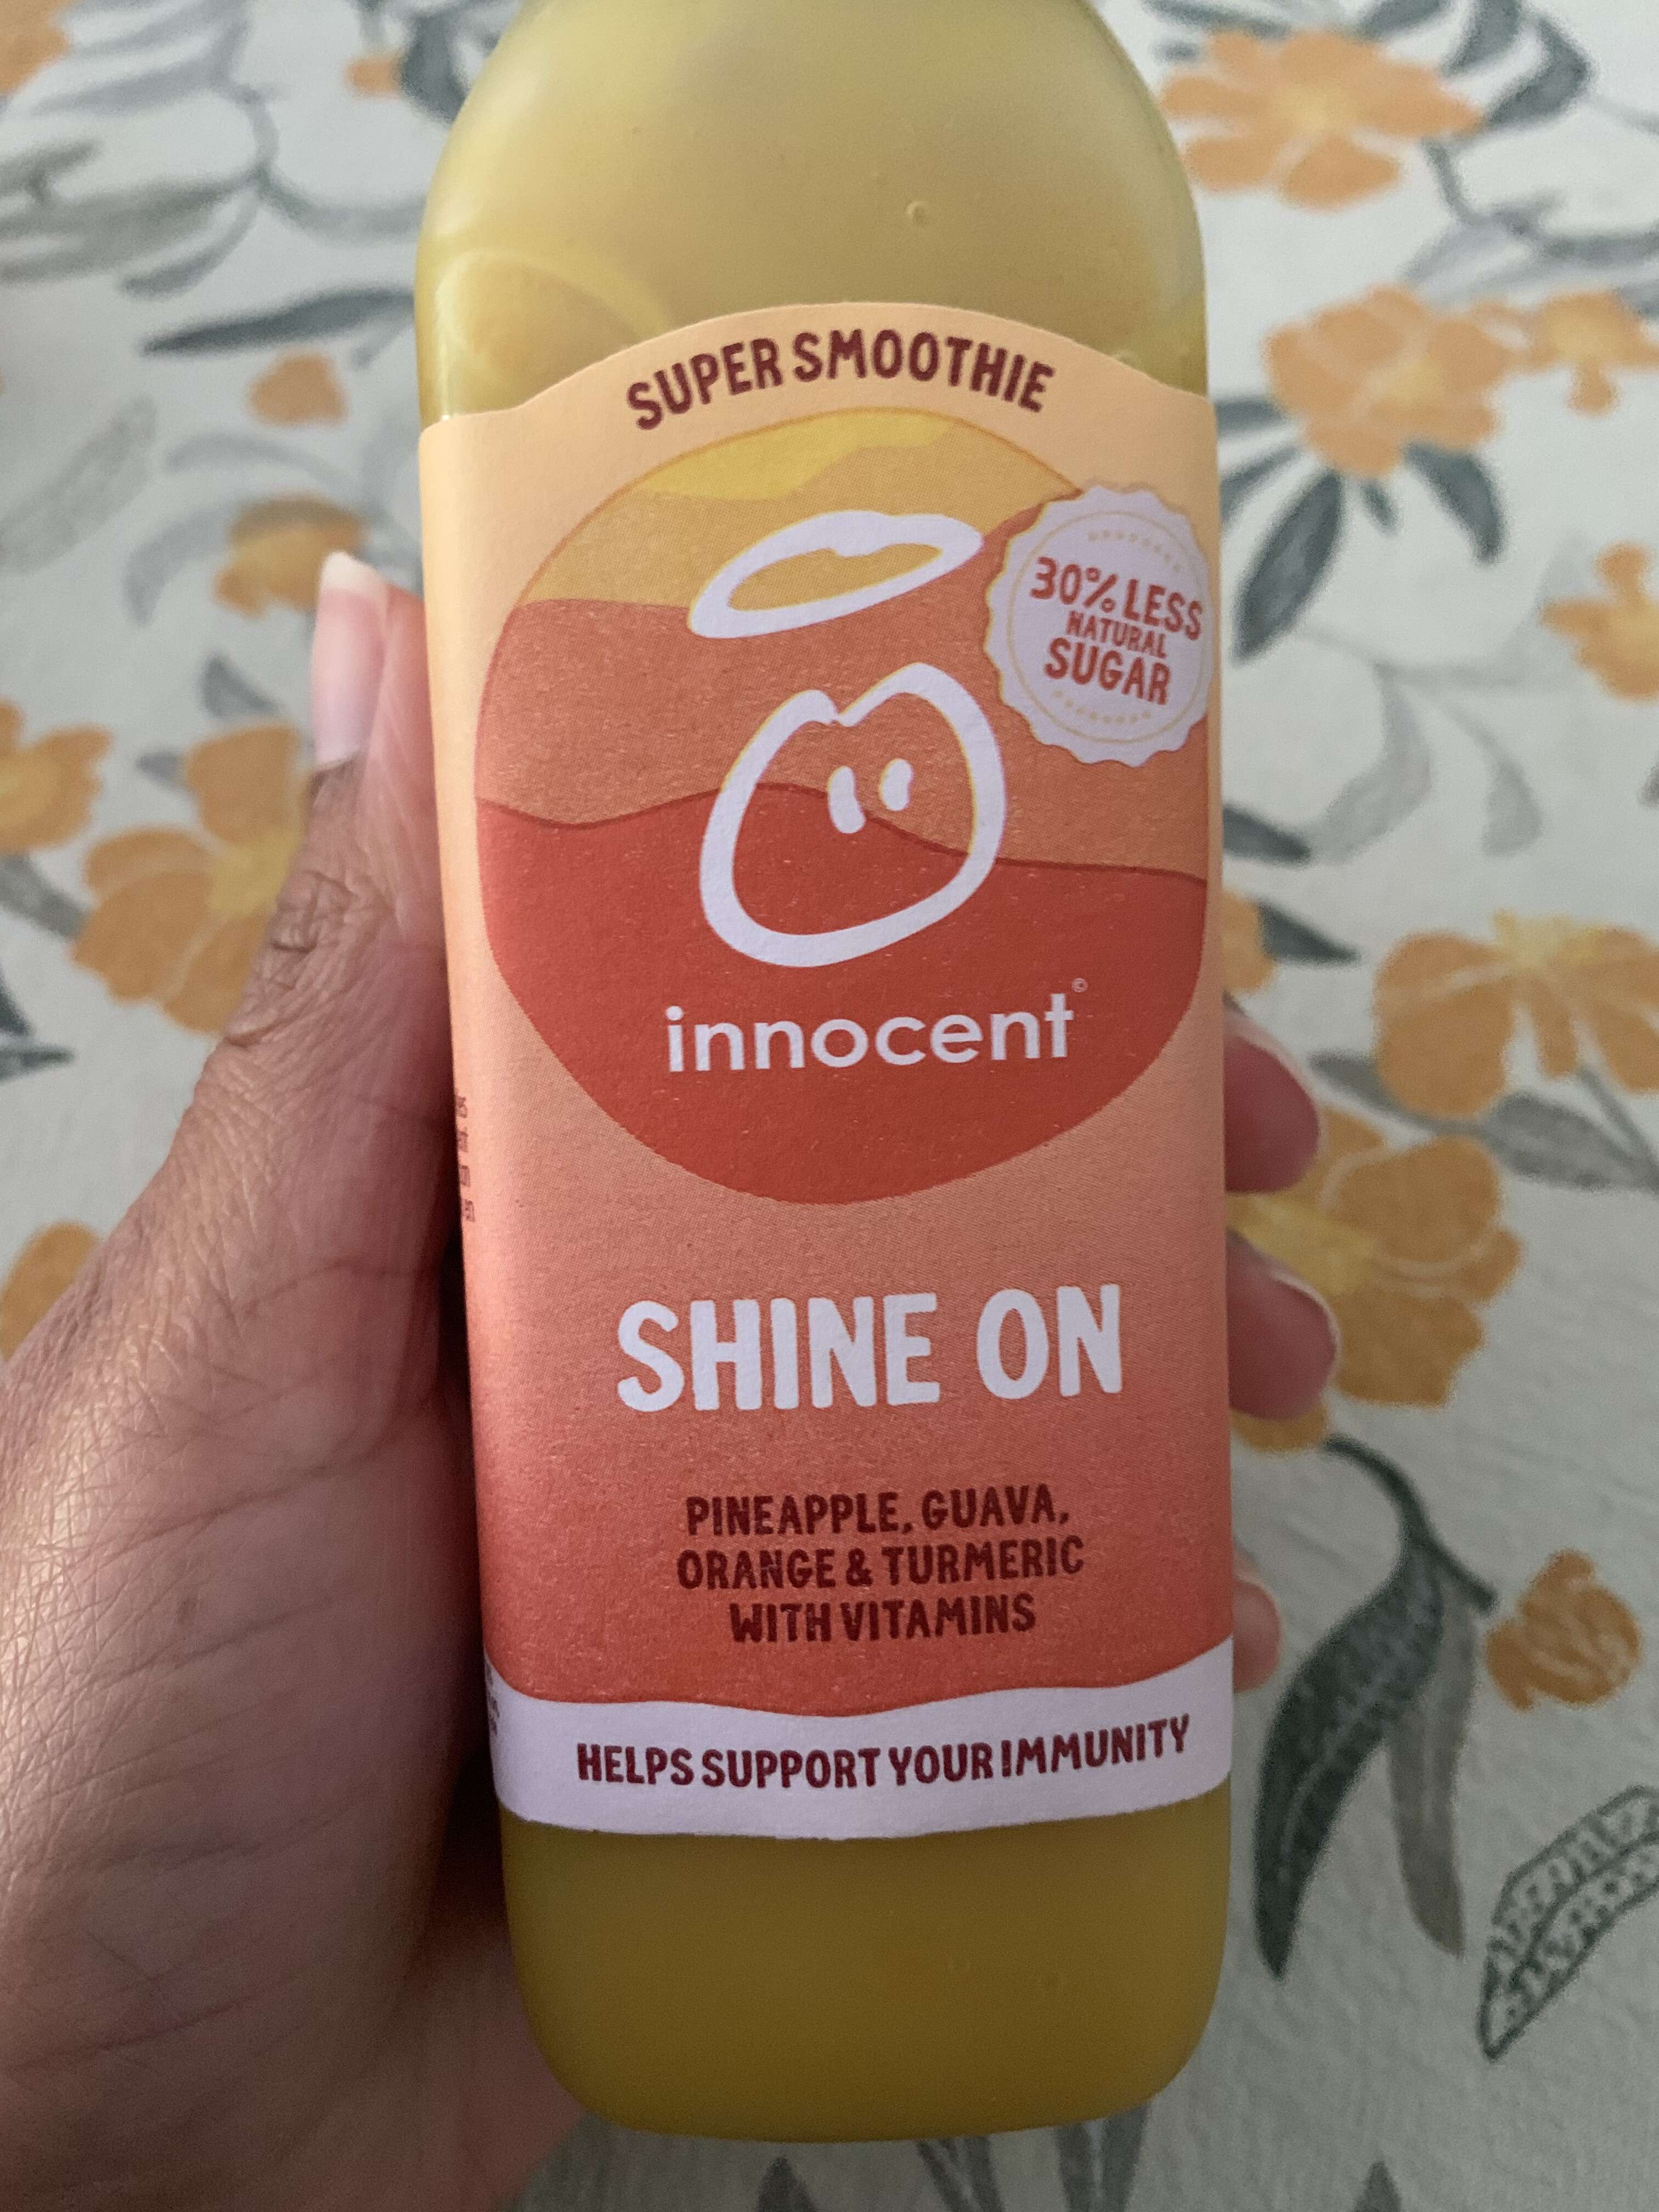 SUPER SMOOTHIE
30% LESS
NATURAL
SUGAR
innocent©
SHINE ON
PINEAPPLE, GUAVA,
ORANGE & TURMERIC
WITH VITAMINS
HELPS SUPPORT YOUR IMMUNITY